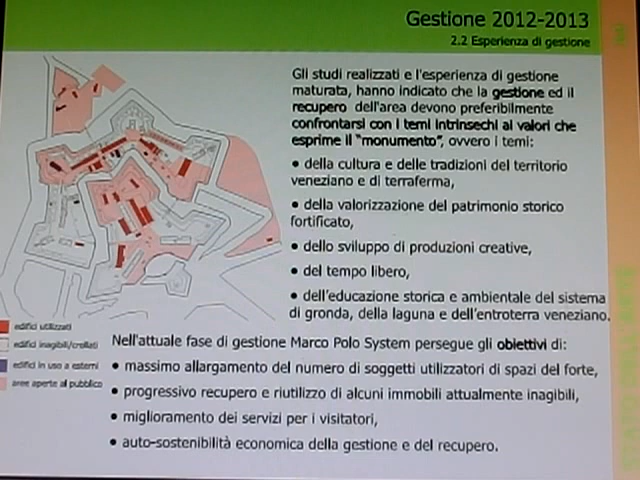 Gestione 2012-2013
2.2 Esperienza di gestione
Gli studi realizzati e l'esperienza di gestione
maturata, hanno indicato che la gestione ed il
recupero dell'area devono preferibilmente
confrontarsi con i temi intrinsechi ai valori che
esprime il "monumento", ovvero i temi:
• della cultura e delle tradizioni del territorio
veneziano e di terraferma,
• della valorizzazione del patrimonio storico
fortificato,
• dello sviluppo di produzioni creative,
• del tempo libero,
• dell'educazione storica e ambientale del sistema
di gronda, della laguna e dell'entroterra veneziano.
edifici utilizzati
edifici inagibili/crollati
edifici in uso a esterni
aree aperte al pubblico
Nell'attuale fase di gestione Marco Polo System persegue gli obiettivi di:
• massimo allargamento del numero di soggetti utilizzatori di spazi del forte,
• progressivo recupero e riutilizzo di alcuni immobili attualmente inagibili,
• miglioramento dei servizi per i visitatori,
• auto-sostenibilità economica della gestione e del recupero.